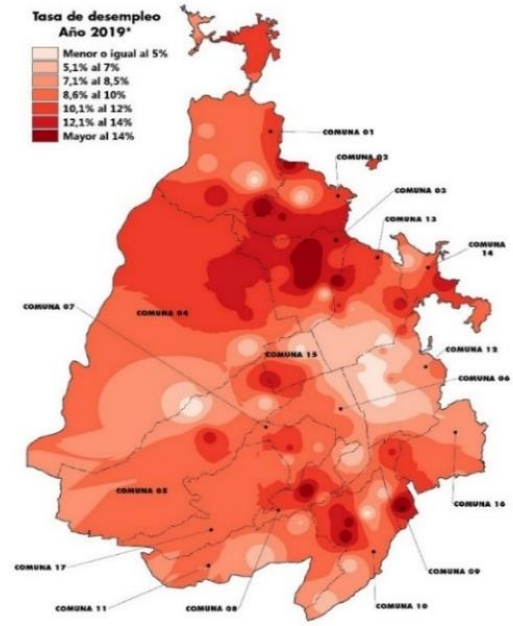 Tasa de desempleo
Año 2019*
Menor o igual al 5%
5,1% al 7%
7,1% al 8,5%
8,6% al 10%
10,1% al 12%
12,1% al 14%
Mayor al 14%
COMUNA 01
COMUNA 02
COMUNA 03
COMUNA 13
COMUNA
14
COMUNA 07
COMUNA 04
COMUNA 15
COMUNA 12
COMUNA 06
COMUNA 05
COMUNA 16
COMUNA 17
COMUNA 09
COMUNA 11
COMUNA 08
COMUNA 10